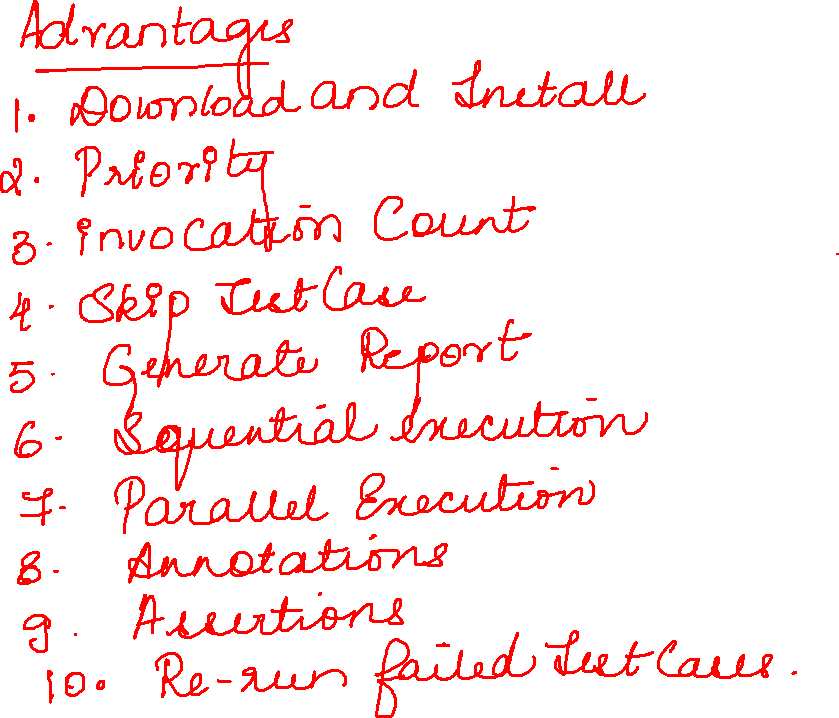 Advantages
1. Download and Install
2. Priority
3. invocation Count
4. Skip Test Case
5. Generate Report
6. Sequential execution
7. Parallel Execution
8. Annotations
9. Assertions
10. Re-run failed Test Cases.